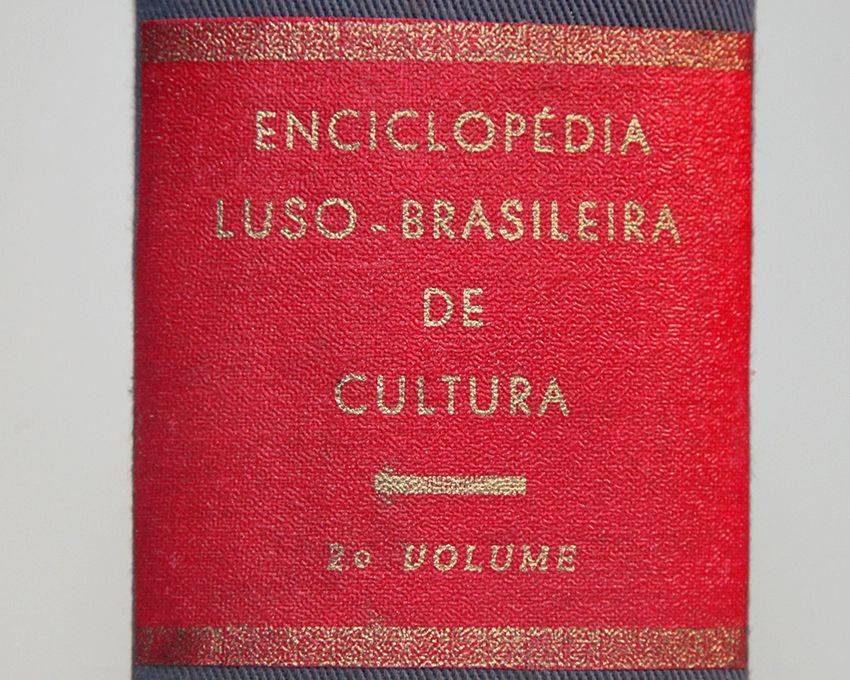 ENCICLOPÉDIA
LUSO-BRASILEIRA
DE
CULTURA
2o VOLUME